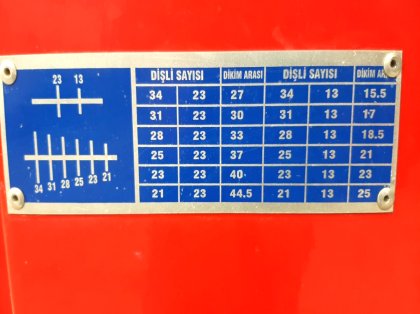 23 13
34 31 28 25 23 21
DİŞLİ SAYISI DİKİM ARASI DİŞLİ SAYISI DİKİM
34 23 27 34 13 15.5
31 23 30 31 13 17
28 23 33 28 13 18.5
25 23 37 25 13 21
23 23 40 23 13 23
21 23 44.5 21 13 25